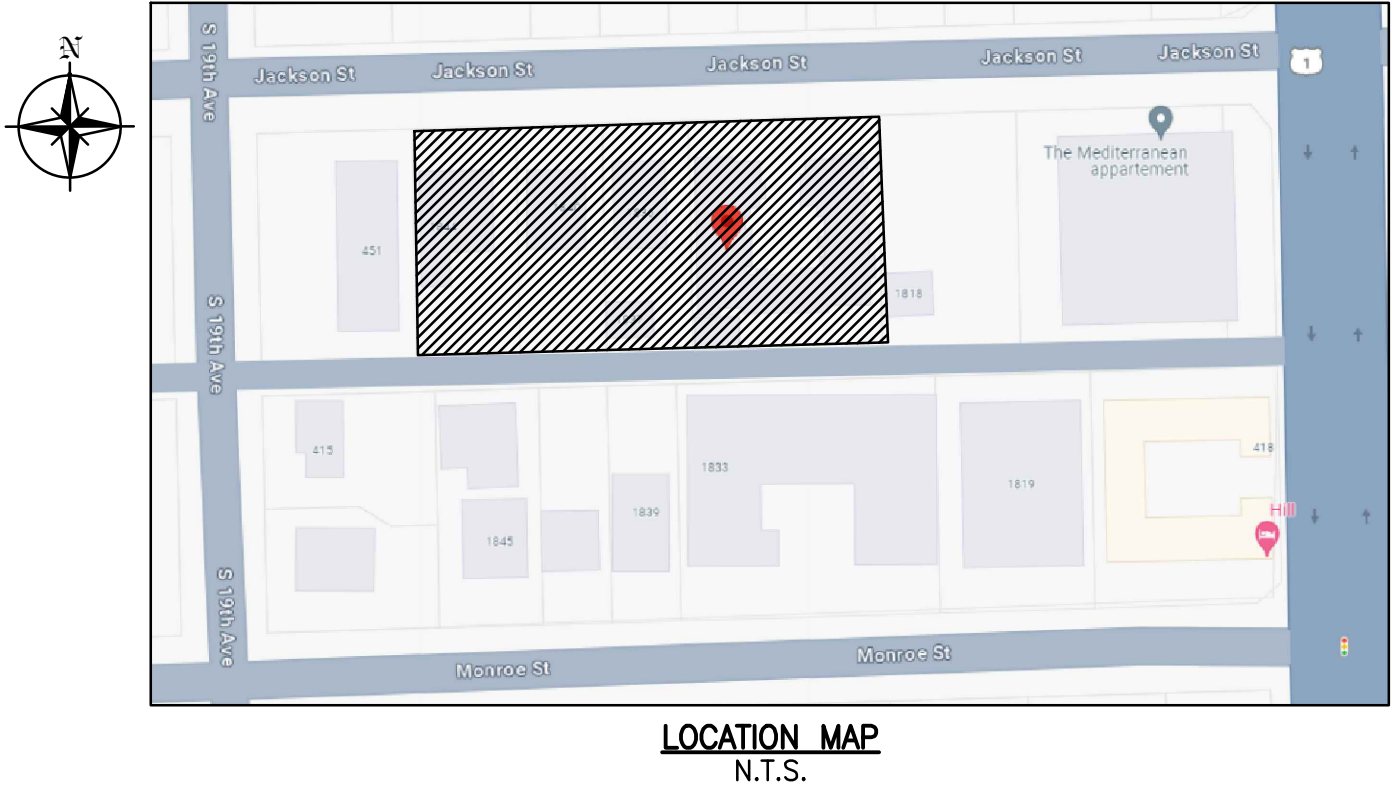 N
S 19th Ave
Jackson St
Jackson St
Jackson St
Jackson St
Jackson St
1
The Mediterranean
appartement
451
1818
S 19th Ave
415
1833
418
1819
1839
Hill
1845
S 19th Ave
Monroe St
Monroe St
LOCATION MAP
N.T.S.